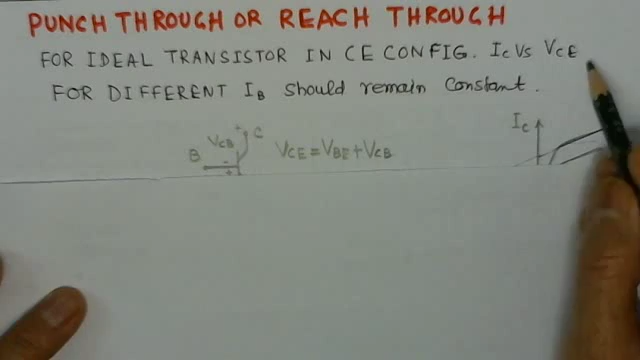 PUNCH THROUGH OR REACH THROUGH
FOR IDEAL TRANSISTOR IN CE CONFIG. IC VS VCE
FOR DIFFERENT IB should remain Constant.
IC
VCB + C
B - VCE = VBE + VCB
+